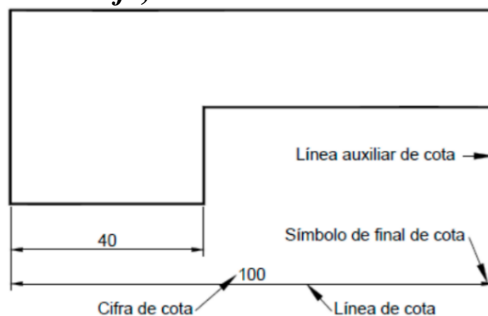 Línea auxiliar de cota
40
Símbolo de final de cota
100
Cifra de cota
Línea de cota